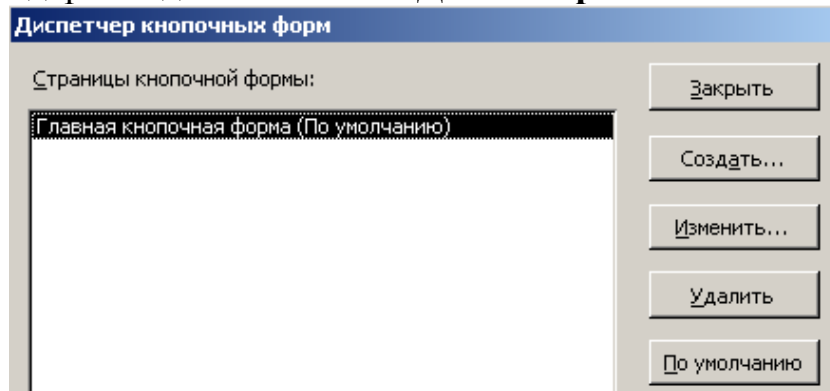 Диспетчер кнопочных форм
Страницы кнопочной формы:
Закрыть
Главная кнопочная форма (По умолчанию)
Создать...
Изменить...
Удалить
По умолчанию